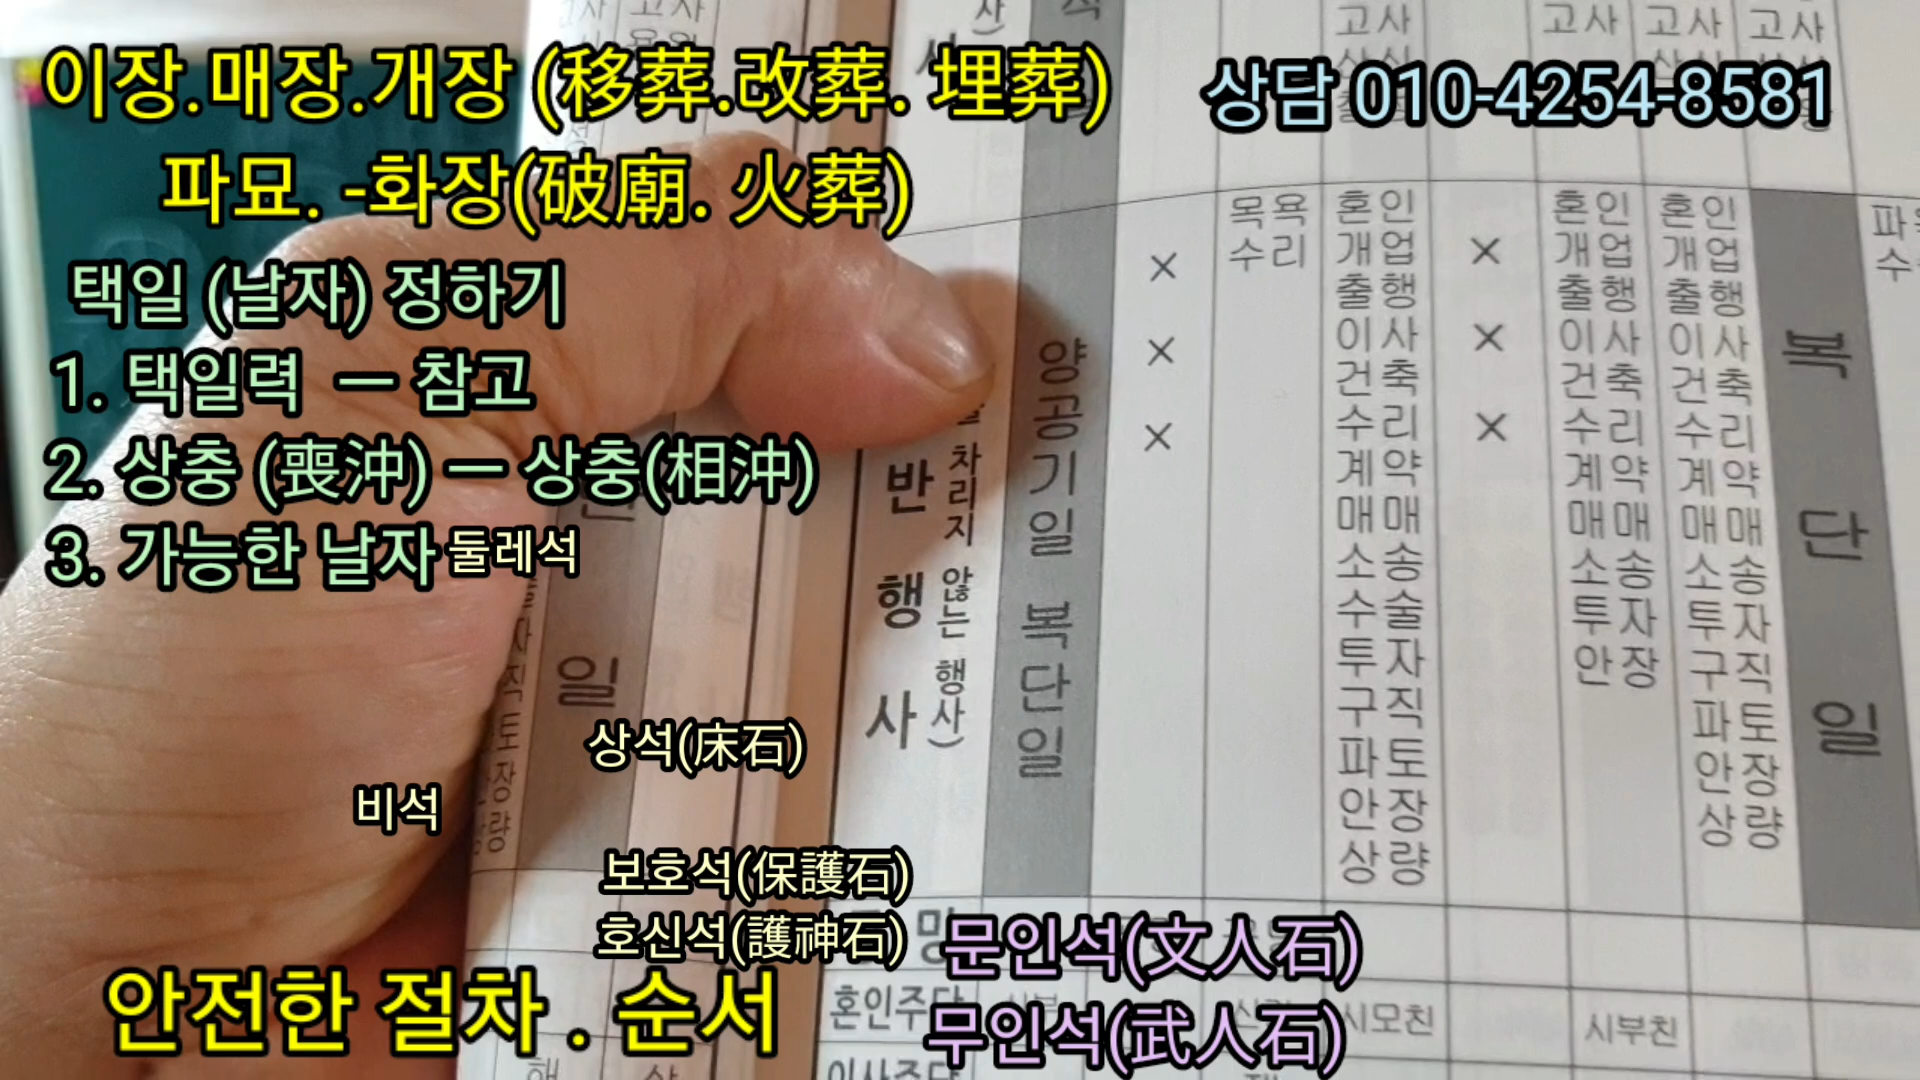 이장.매장.개장 (移葬.改葬. 埋葬)
상담 010-4254-8581
파묘. -화장(破廟. 火葬)
택일 (날자) 정하기
1. 택일력 ㅡ 참고
2. 상충 (喪沖) ㅡ 상충(相沖)
3. 가능한 날자 둘레석
상석(床石)
비석
보호석(保護石)
호신석(護神石)
문인석(文人石)
무인석(武人石)
안전한 절차 . 순서
고사
고사
고사
고사
반행사
차리지 않는 행사)
양공기일 복단일
×
×
×
목욕
수리
혼인
개업
출행
이사
건축
수리
계약
매매
소송
수술
투자
구직
파토
안장
상량
×
×
×
혼인
개업
출행
이사
건축
수리
계약
매매
소송
투자
안장
혼인
개업
출행
이사
건축
수리
계약
매매
소송
투자
구직
파토
안장
상량
복단일
일
혼인주당
시모친
시부친
이사주당